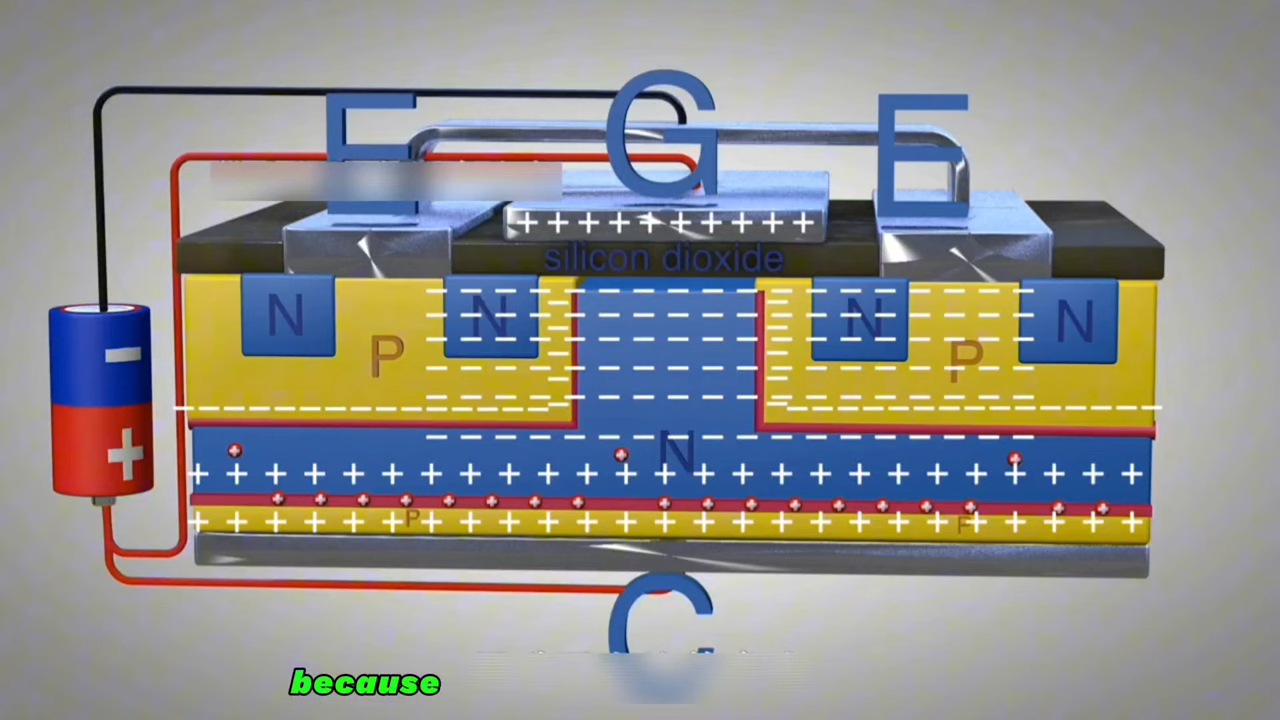 E G E
silicon dioxide
N P N N P N
N
P P
C
because